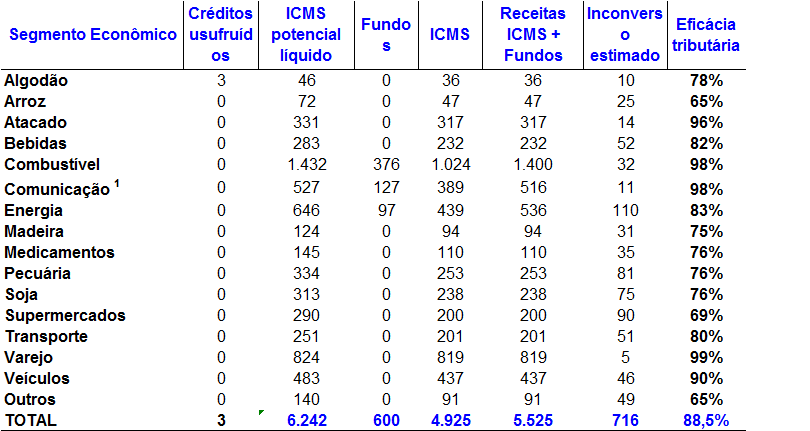 Segmento Econômico Créditos usufruídos ICMS potencial líquido Fundos ICMS Receitas ICMS + Fundos Inconverso estimado Eficácia tributária
Algodão 3 46 0 36 36 10 78%
Arroz 0 72 0 47 47 25 65%
Atacado 0 331 0 317 317 14 96%
Bebidas 0 283 0 232 232 52 82%
Combustível 0 1.432 376 1.024 1.400 32 98%
Comunicação ¹ 0 527 127 389 516 11 98%
Energia 0 646 97 439 536 110 83%
Madeira 0 124 0 94 94 31 75%
Medicamentos 0 145 0 110 110 35 76%
Pecuária 0 334 0 253 253 81 76%
Soja 0 313 0 238 238 75 76%
Supermercados 0 290 0 200 200 90 69%
Transporte 0 251 0 201 201 51 80%
Varejo 0 824 0 819 819 5 99%
Veículos 0 483 0 437 437 46 90%
Outros 0 140 0 91 91 49 65%
TOTAL 3 6.242 600 4.925 5.525 716 88,5%